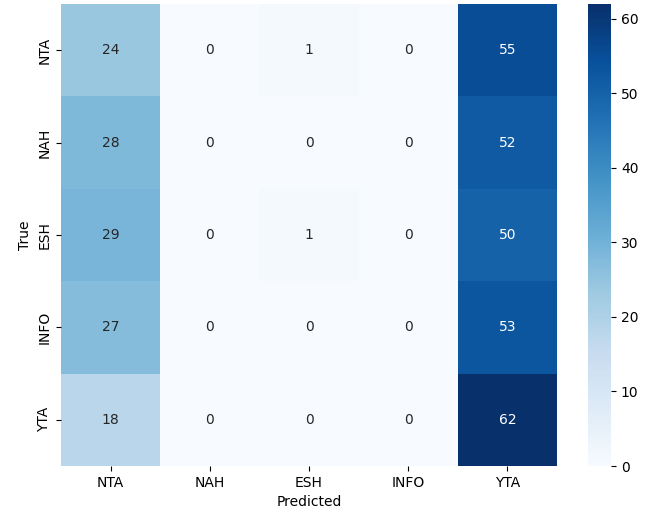 NTA 24 0 1 0 55
NAH 28 0 0 0 52
ESH 29 0 1 0 50
INFO 27 0 0 0 53
YTA 18 0 0 0 62
NTA NAH ESH INFO YTA
Predicted
True
60
50
40
30
20
10
0